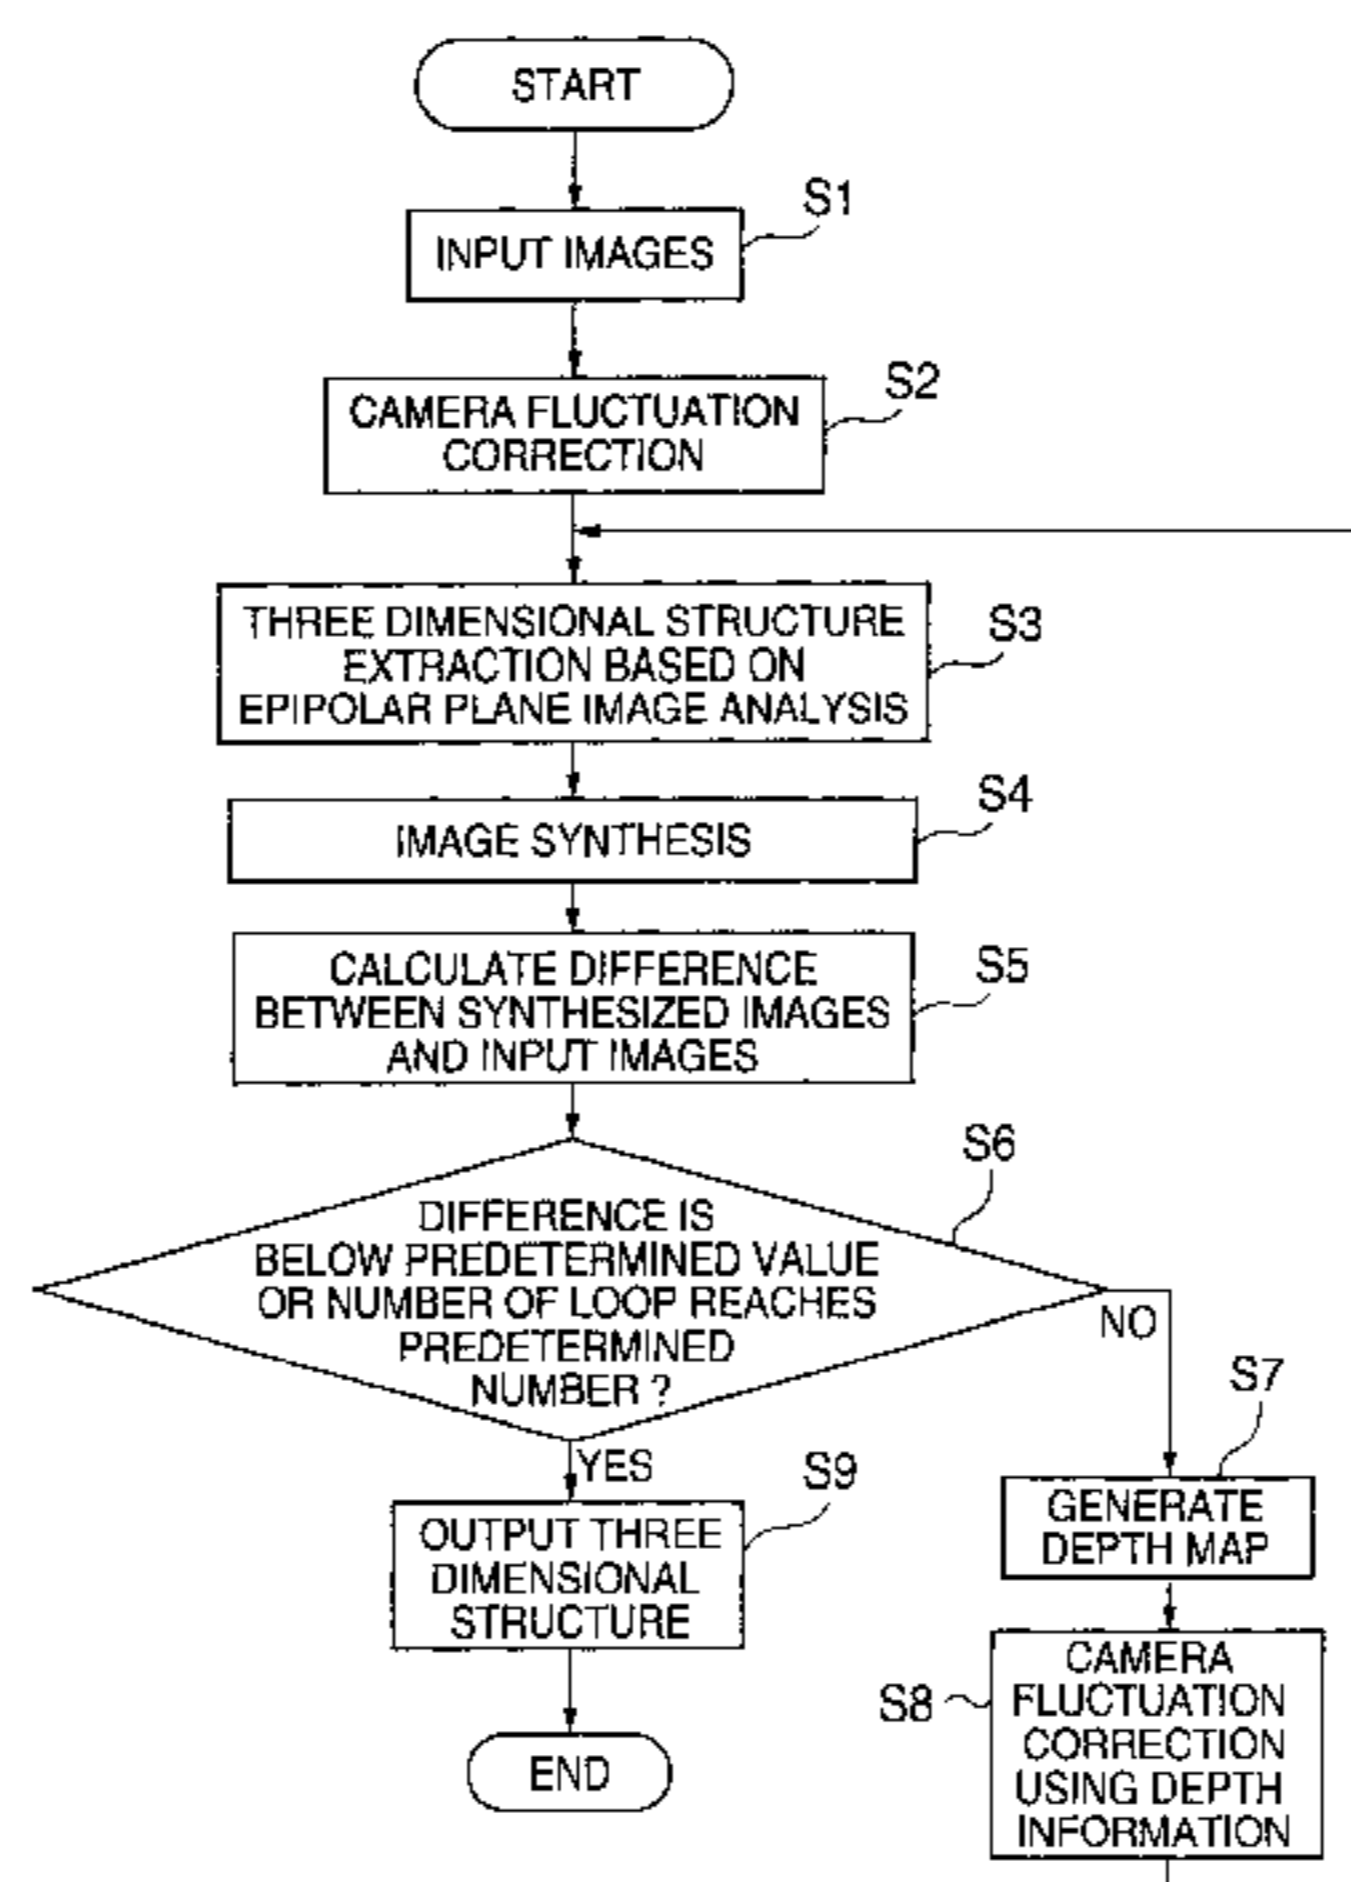 START
S1
INPUT IMAGES
S2
CAMERA FLUCTUATION
CORRECTION
S3
THREE DIMENSIONAL STRUCTURE
EXTRACTION BASED ON
EPIPOLAR PLANE IMAGE ANALYSIS
S4
IMAGE SYNTHESIS
S5
CALCULATE DIFFERENCE
BETWEEN SYNTHESIZED IMAGES
AND INPUT IMAGES
S6
DIFFERENCE IS
BELOW PREDETERMINED VALUE
OR NUMBER OF LOOP REACHES
PREDETERMINED
NUMBER ?
NO
YES
S7
GENERATE
DEPTH MAP
S9
OUTPUT THREE
DIMENSIONAL
STRUCTURE
S8
CAMERA
FLUCTUATION
CORRECTION
USING DEPTH
INFORMATION
END